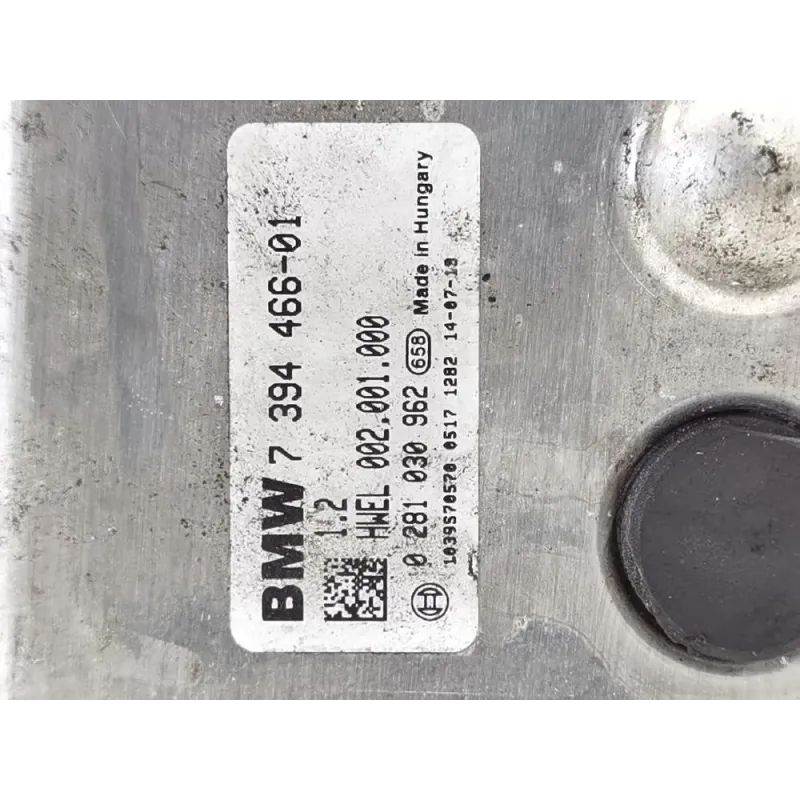 BMW 7 394 466-01
1.2
HWEL 002.001.000
0 281 030 962 658 Made in Hungary
1039S70570 0517 1282 14-07-18